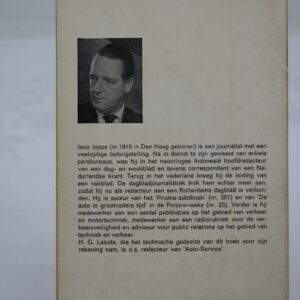 Jaap Joppe (in 1916 in Den Haag geboren) is een journalist met een
veelzijdige belangstelling. Na in dienst te zijn geweest van enkele
persbureaus, was hij in het naoorlogse Indonesië hoofdredacteur
van een dag- en weekblad en tevens correspondent van een Ne-
derlandse krant. Terug in het vaderland kreeg hij de leiding van
een vakblad. De dagbladjournalistiek trok hem echter meer aan,
zodat hij nu als redacteur aan een Rotterdams dagblad is verbon-
den. Hij is auteur van het 'Prisma-autoboek' (nr. 351) en van 'De
auto in grootvaders tijd' in de Pictura-reeks (nr. 25). Verder is hij
medewerker aan een aantal publikaties op het gebied van verkeer
en motortechniek, medewerker aan een radiorubriek voor de ver-
keersveiligheid en adviseur voor public relations op het gebied van
techniek en verkeer.
H. G. Labots, die het technische gedeelte van dit boek voor zijn
rekening nam, is o.a. redacteur van 'Auto-Service'.